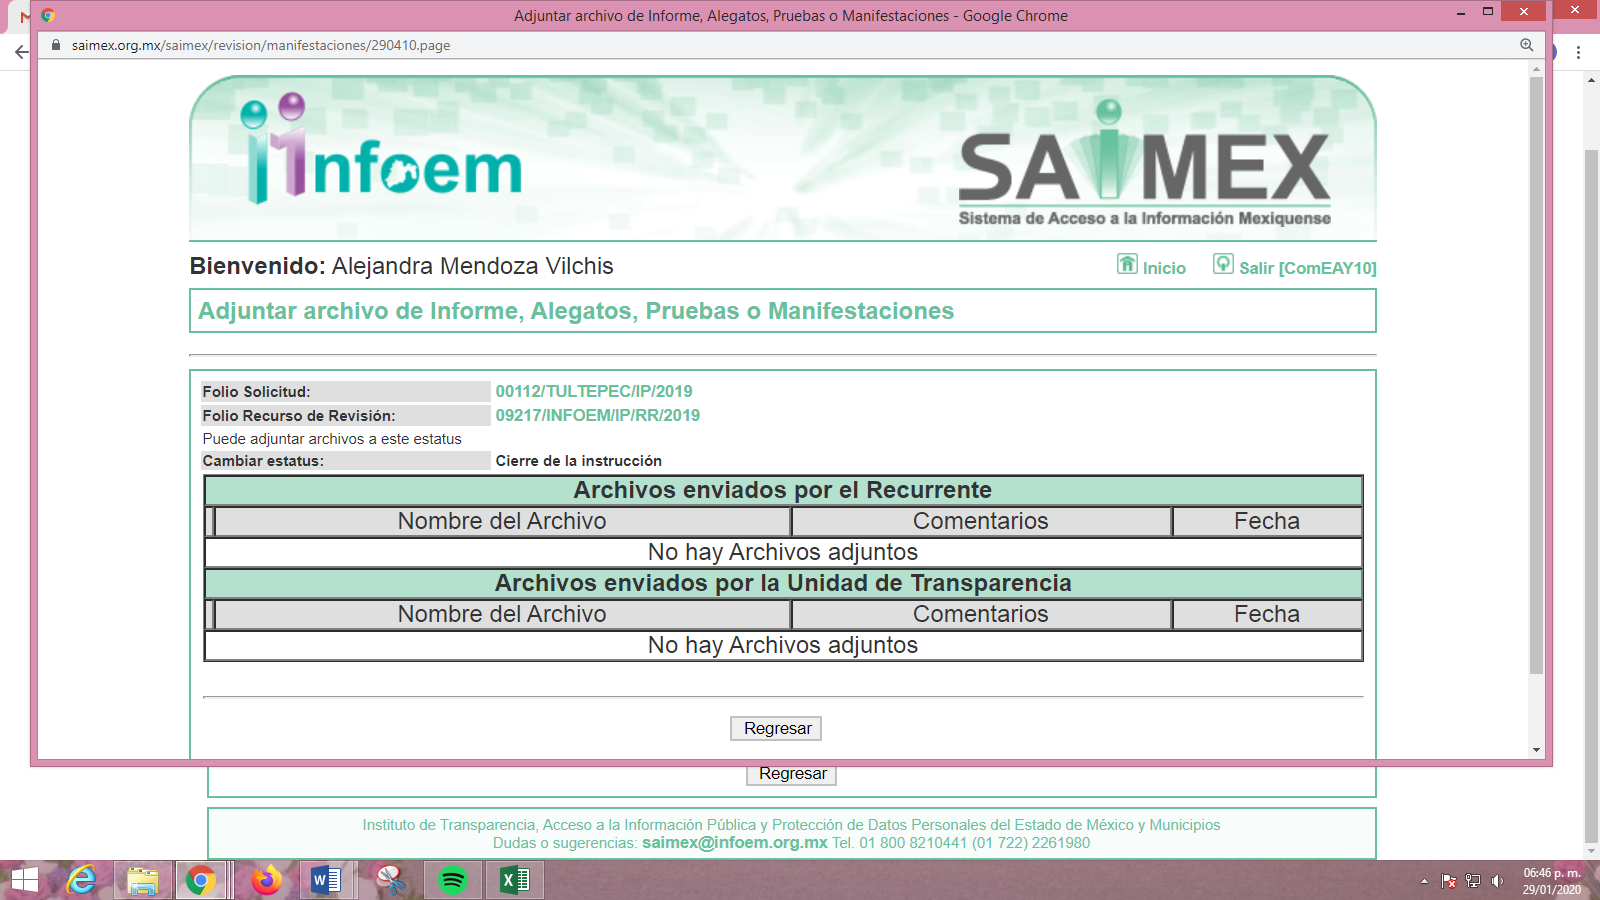 Adjuntar archivo de Informe, Alegatos, Pruebas o Manifestaciones - Google Chrome
saimex.org.mx/saimex/revision/manifestaciones/290410.page
infoem
SAIMEX
Sistema de Acceso a la Información Mexiquense
Bienvenido: Alejandra Mendoza Vilchis
Inicio
Salir [ComEAY10]
Adjuntar archivo de Informe, Alegatos, Pruebas o Manifestaciones
Folio Solicitud: 00112/TULTEPEC/IP/2019
Folio Recurso de Revisión: 09217/INFOEM/IP/RR/2019
Puede adjuntar archivos a este estatus
Cambiar estatus: Cierre de la instrucción
Archivos enviados por el Recurrente
Nombre del Archivo Comentarios Fecha
No hay Archivos adjuntos
Archivos enviados por la Unidad de Transparencia
Nombre del Archivo Comentarios Fecha
No hay Archivos adjuntos
Regresar
Regresar
Instituto de Transparencia, Acceso a la Información Pública y Protección de Datos Personales del Estado de México y Municipios
Dudas o sugerencias: saimex@infoem.org.mx Tel. 01 800 8210441 (01 722) 2261980
06:46 p. m.
29/01/2020